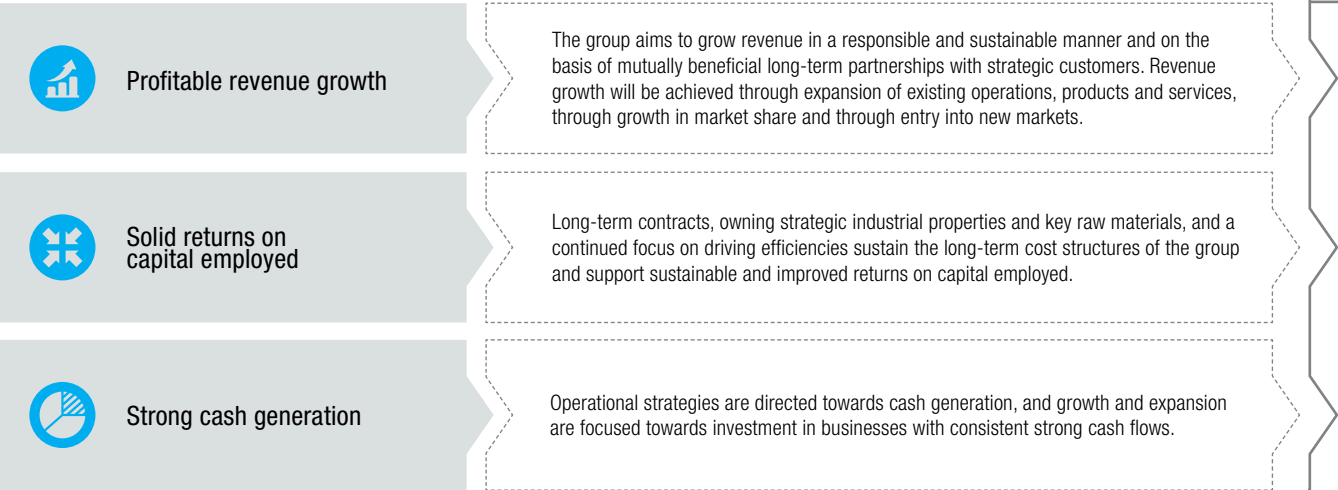 Profitable revenue growth
The group aims to grow revenue in a responsible and sustainable manner and on the
basis of mutually beneficial long-term partnerships with strategic customers. Revenue
growth will be achieved through expansion of existing operations, products and services,
through growth in market share and through entry into new markets.
Solid returns on
capital employed
Long-term contracts, owning strategic industrial properties and key raw materials, and a
continued focus on driving efficiencies sustain the long-term cost structures of the group
and support sustainable and improved returns on capital employed.
Strong cash generation
Operational strategies are directed towards cash generation, and growth and expansion
are focused towards investment in businesses with consistent strong cash flows.